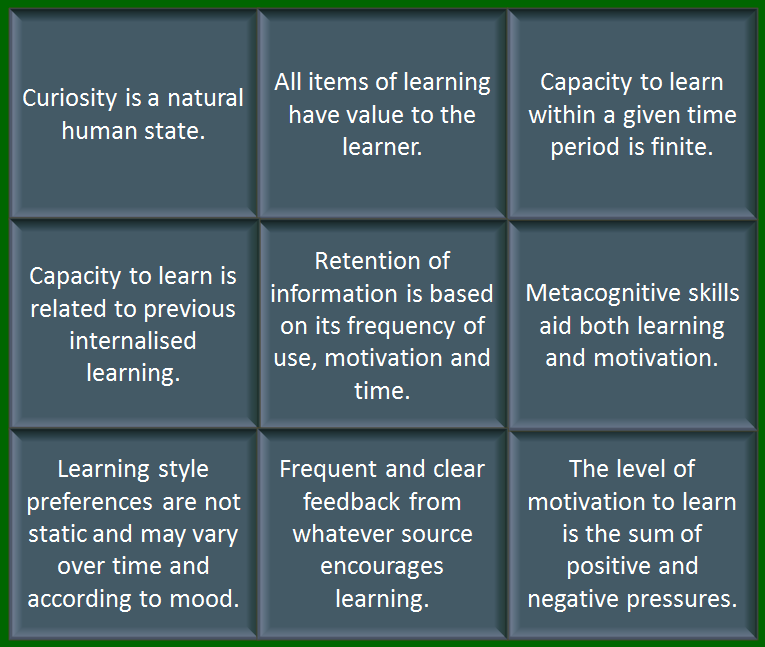 Curiosity is a natural
human state.
All items of learning
have value to the
learner.
Capacity to learn
within a given time
period is finite.
Capacity to learn is
related to previous
internalised
learning.
Retention of
information is based
on its frequency of
use, motivation and
time.
Metacognitive skills
aid both learning
and motivation.
Learning style
preferences are not
static and may vary
over time and
according to mood.
Frequent and clear
feedback from
whatever source
encourages
learning.
The level of
motivation to learn
is the sum of
positive and
negative pressures.